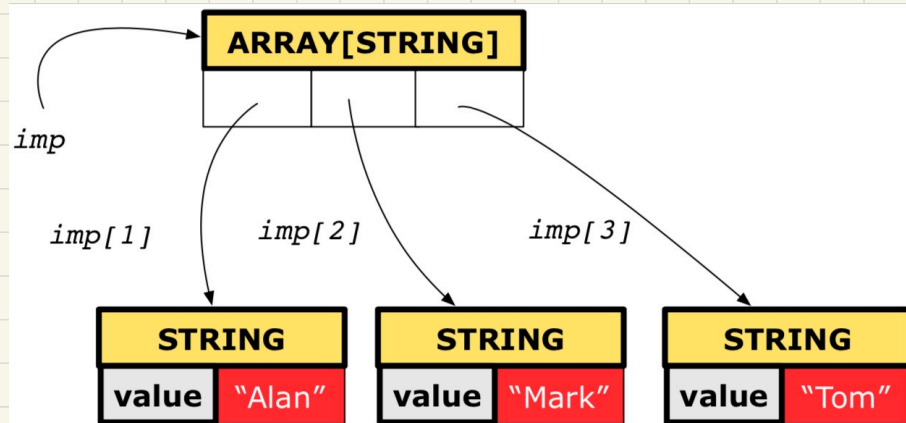 ARRAY[STRING]
imp
imp[1]
imp[2]
imp[3]
STRING
STRING
STRING
value "Alan"
value "Mark"
value "Tom"